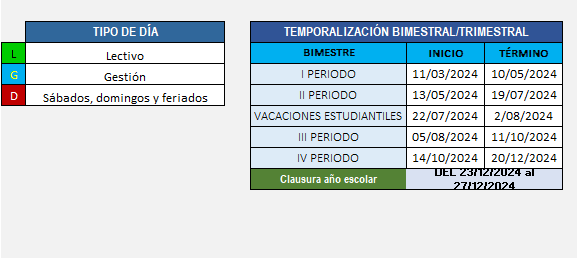 TIPO DE DÍA
L Lectivo
G Gestión
D Sábados, domingos y feriados
TEMPORALIZACIÓN BIMESTRAL/TRIMESTRAL
BIMESTRE INICIO TÉRMINO
I PERIODO 11/03/2024 10/05/2024
II PERIODO 13/05/2024 19/07/2024
VACACIONES ESTUDIANTILES 22/07/2024 2/08/2024
III PERIODO 05/08/2024 11/10/2024
IV PERIODO 14/10/2024 20/12/2024
Clausura año escolar DEL 23/12/2024 al
27/12/2024